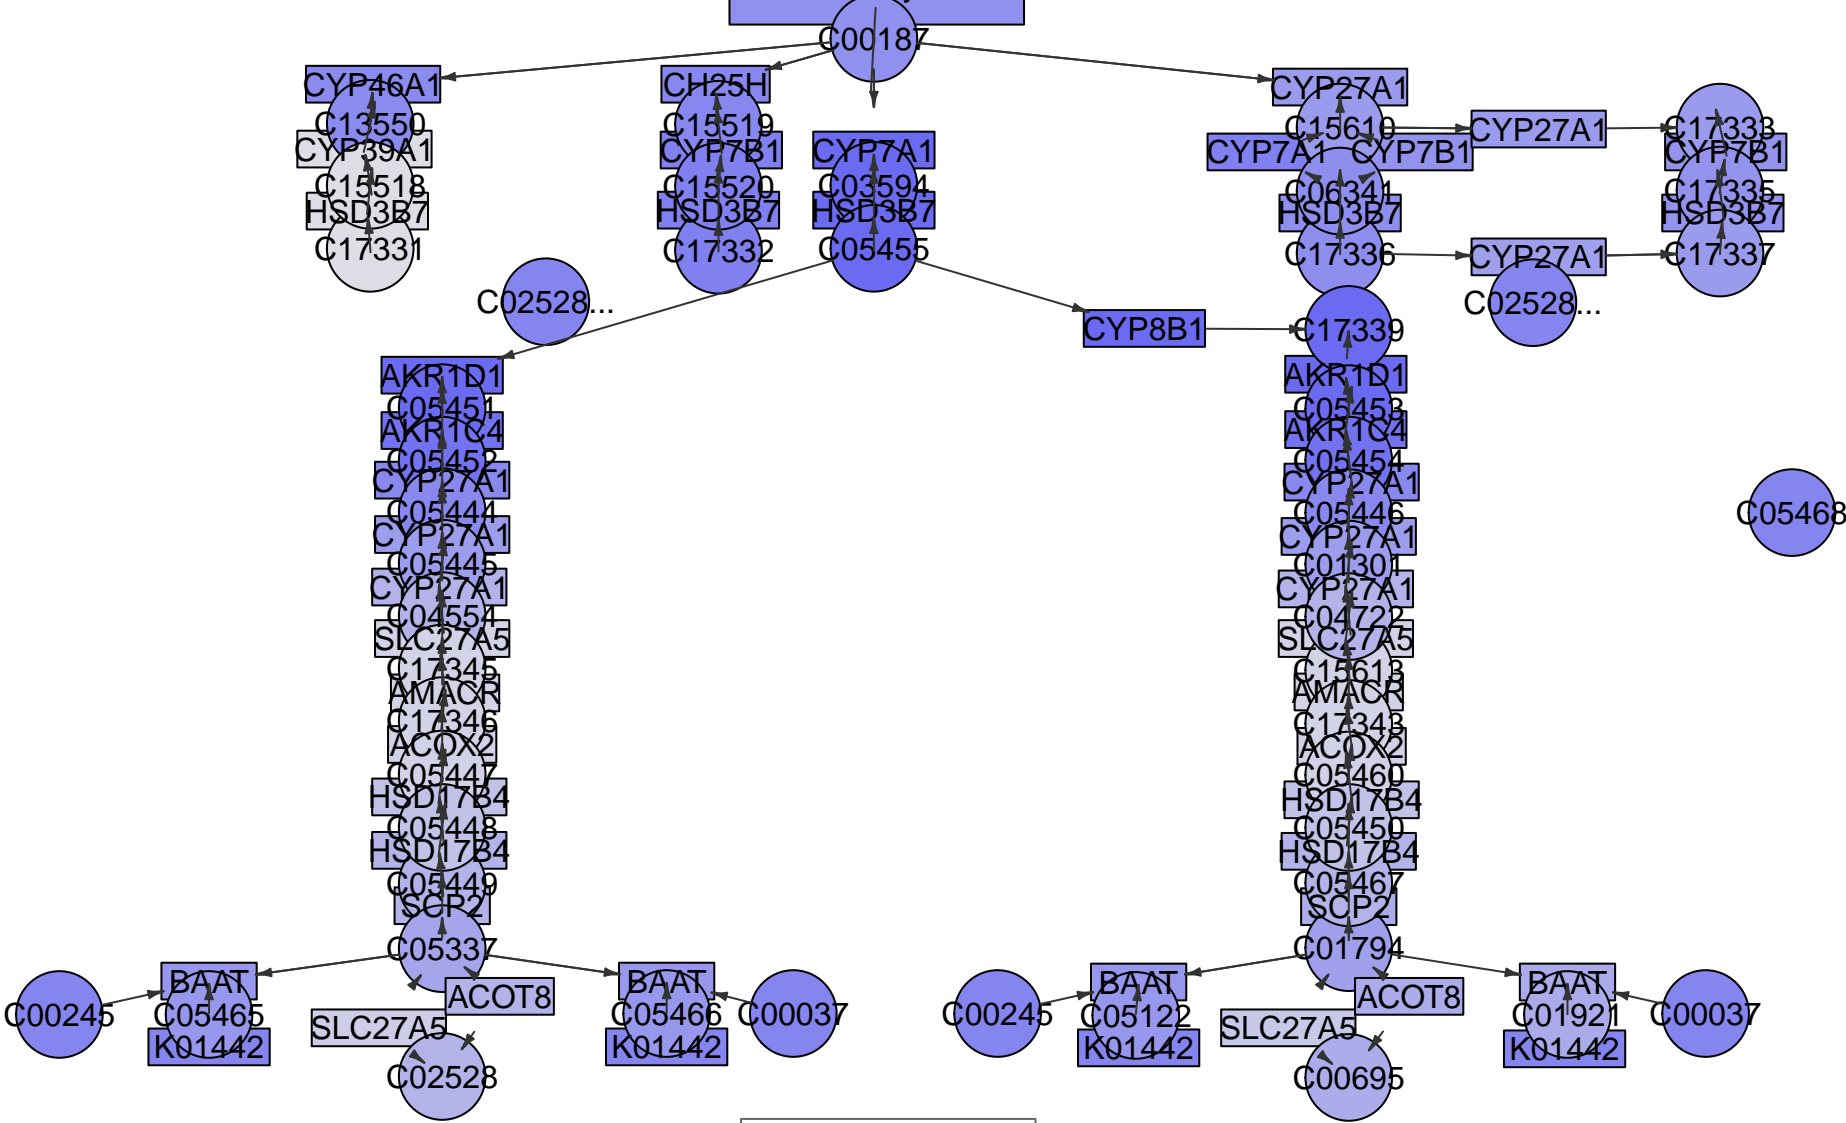 C00187
CYP46A1
CH25H
CYP27A1
C13550
C15519
C15610
CYP27A1
C17333
CYP39A1
CYP7B1
CYP7A1
CYP7A1
CYP7B1
CYP7B1
C15518
C15520
C03594
C06341
C17335
HSD3B7
HSD3B7
HSD3B7
HSD3B7
HSD3B7
C17331
C17332
C05455
C17336
CYP27A1
C17337
C02528...
C02528...
CYP8B1
C17339
AKR1D1
AKR1D1
C05451
C05453
AKR1C4
AKR1C4
C05452
C05454
CYP27A1
CYP27A1
C05444
C05446
C05468
CYP27A1
CYP27A1
C05445
C01301
CYP27A1
CYP27A1
C04554
C04722
SLC27A5
SLC27A5
C17345
C15613
AMACR
AMACR
C17346
C17343
ACOX2
ACOX2
C05447
C05460
HSD17B4
HSD17B4
C05448
C05450
HSD17B4
HSD17B4
C05449
C05467
SCP2
SCP2
C05337
C01794
BAAT
BAAT
BAAT
BAAT
ACOT8
ACOT8
C00245
C05465
C05466
C00037
C00245
C05122
C01921
C00037
SLC27A5
SLC27A5
K01442
K01442
K01442
K01442
C02528
C00695